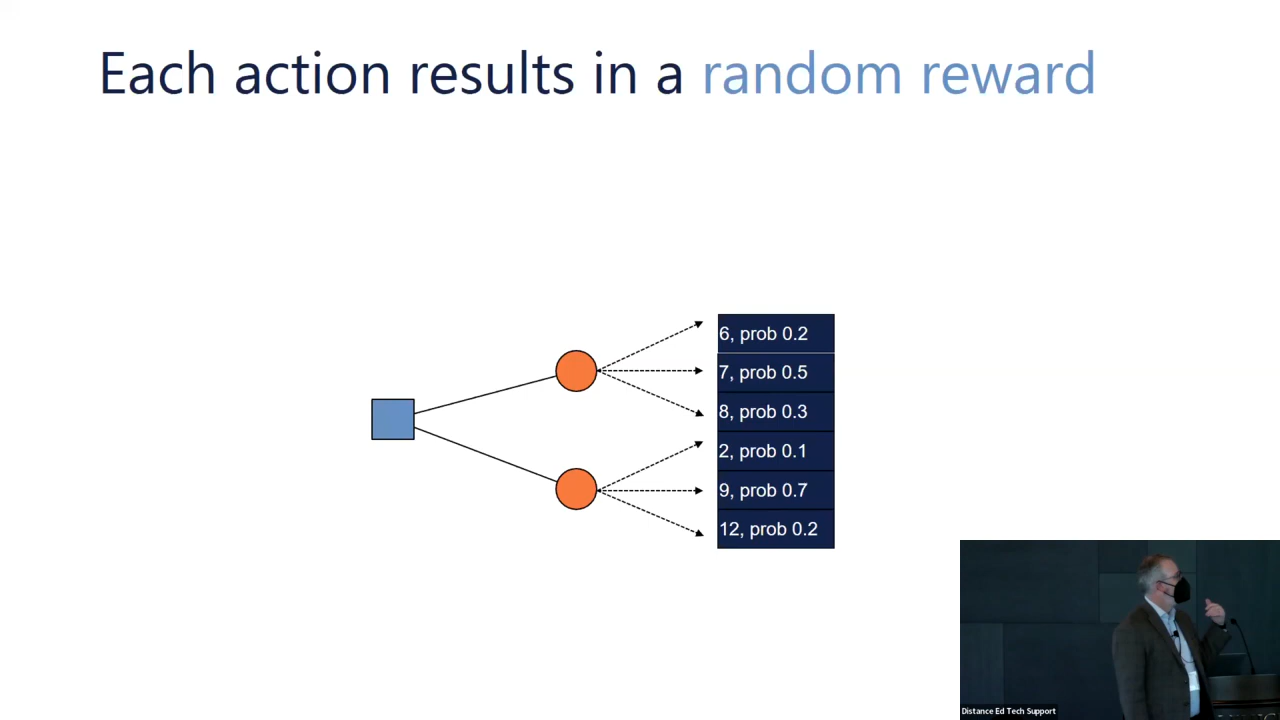 Each action results in a random reward
6, prob 0.2
7, prob 0.5
8, prob 0.3
2, prob 0.1
9, prob 0.7
12, prob 0.2
Distance Ed Tech Support